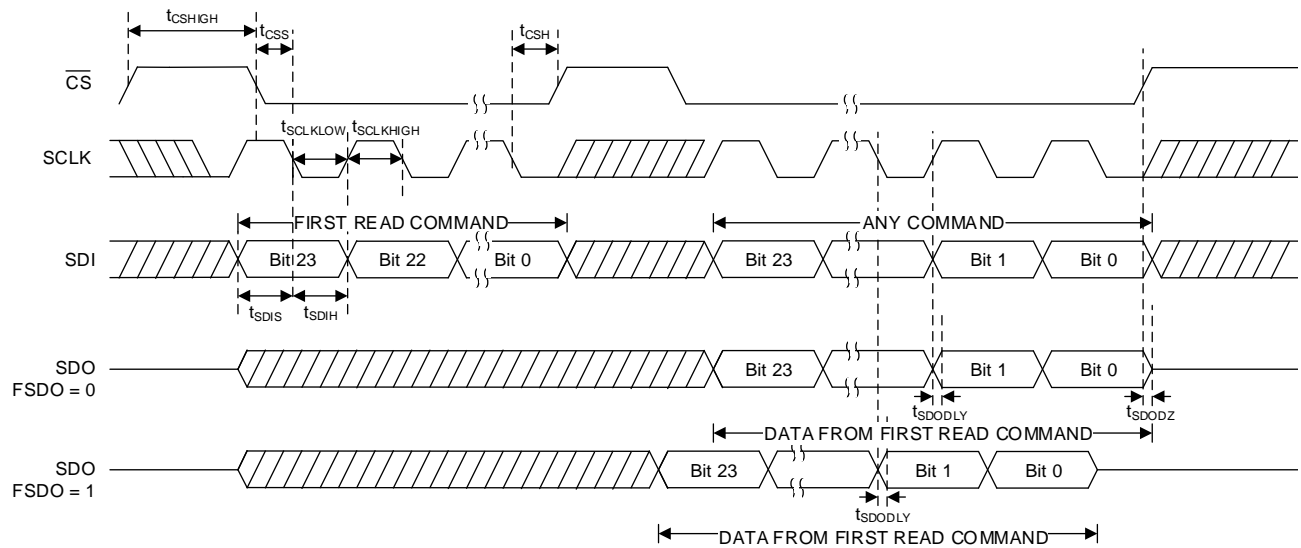 tCSHIGH
tCSS
tCSH
CS
tSCLKLOW tSCLKHIGH
SCLK
FIRST READ COMMAND
ANY COMMAND
SDI
Bit 23 Bit 22 Bit 0 Bit 23 Bit 1 Bit 0
tSDIS tSDIH
SDO
FSDO = 0
Bit 23 Bit 1 Bit 0
tSDODLY tSDODZ
DATA FROM FIRST READ COMMAND
SDO
FSDO = 1
Bit 23 Bit 1 Bit 0
tSDODLY
DATA FROM FIRST READ COMMAND